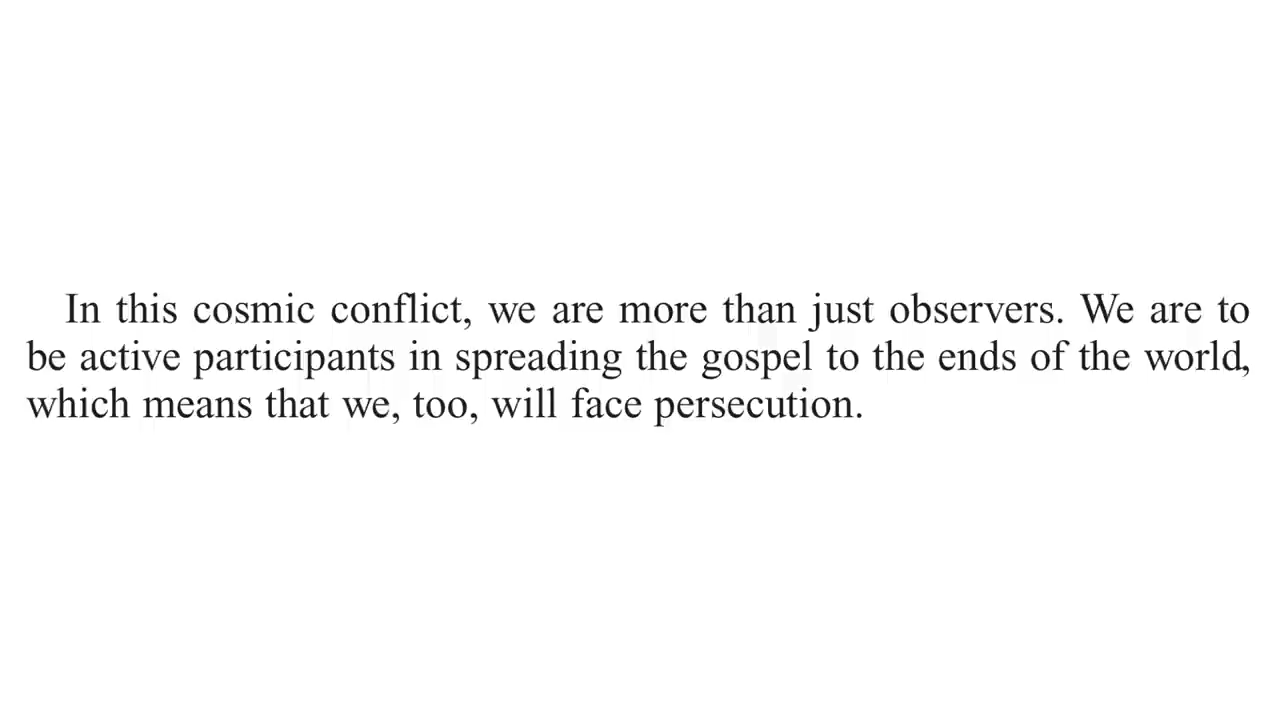 In this cosmic conflict, we are more than just observers. We are to
be active participants in spreading the gospel to the ends of the world,
which means that we, too, will face persecution.